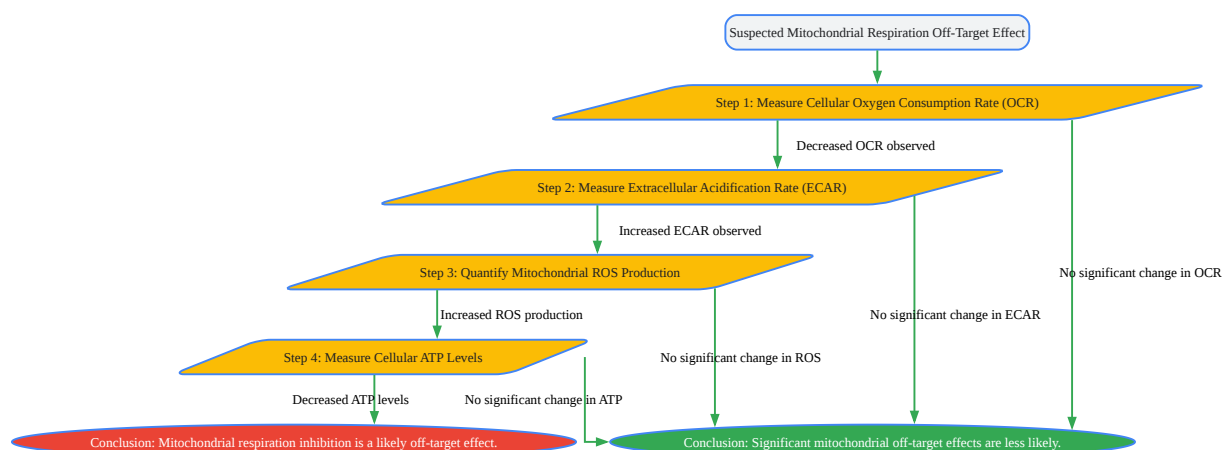 Suspected Mitochondrial Respiration Off-Target Effect
Step 1: Measure Cellular Oxygen Consumption Rate (OCR)
Decreased OCR observed
Step 2: Measure Extracellular Acidification Rate (ECAR)
Increased ECAR observed
Step 3: Quantify Mitochondrial ROS Production
No significant change in OCR
Increased ROS production
No significant change in ECAR
Step 4: Measure Cellular ATP Levels
No significant change in ROS
Decreased ATP levels
No significant change in ATP
Conclusion: Mitochondrial respiration inhibition is a likely off-target effect.
Conclusion: Significant mitochondrial off-target effects are less likely.